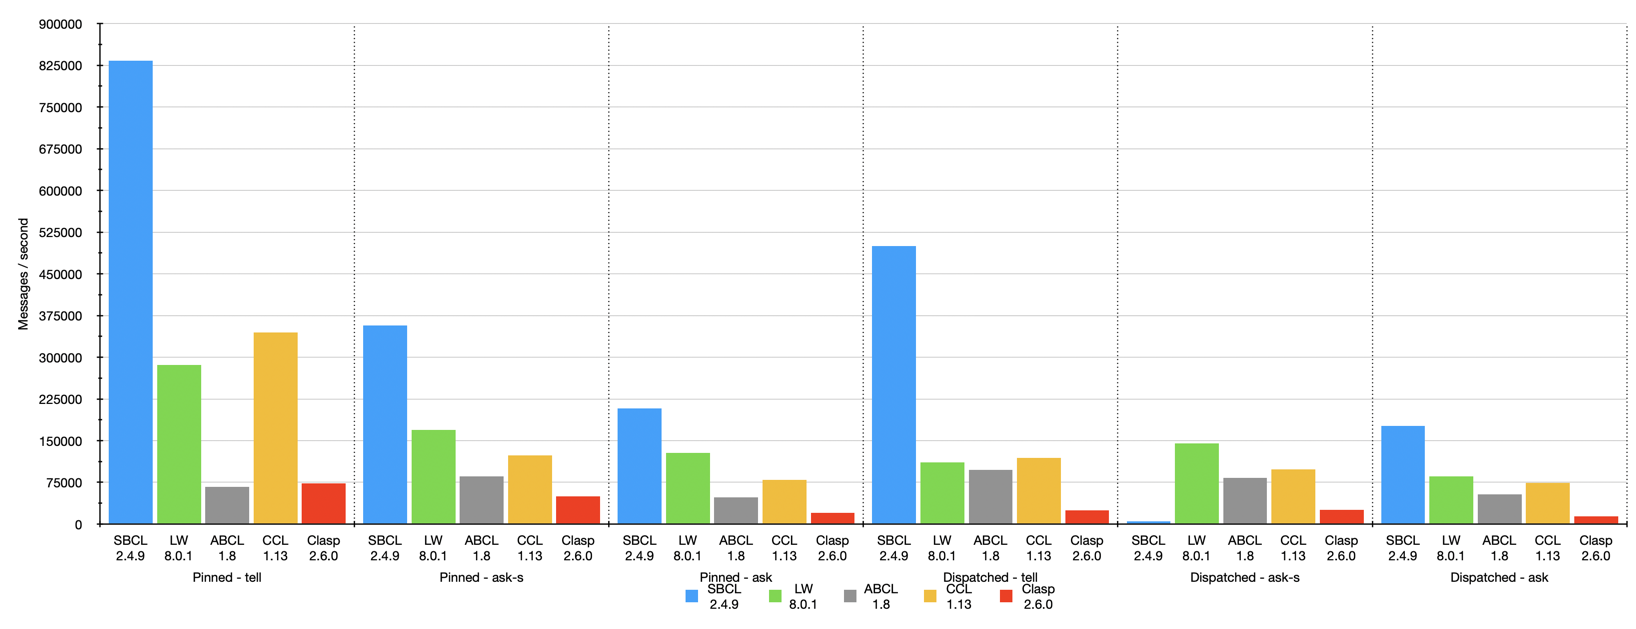 900000
825000
750000
675000
600000
525000
450000
375000
300000
225000
150000
75000
0
Messages / second
SBCL LW ABCL CCL Clasp SBCL LW ABCL CCL Clasp SBCL LW ABCL CCL Clasp SBCL LW ABCL CCL Clasp SBCL LW ABCL CCL Clasp SBCL LW ABCL CCL Clasp
2.4.9 8.0.1 1.8 1.13 2.6.0 2.4.9 8.0.1 1.8 1.13 2.6.0 2.4.9 8.0.1 1.8 1.13 2.6.0 2.4.9 8.0.1 1.8 1.13 2.6.0 2.4.9 8.0.1 1.8 1.13 2.6.0 2.4.9 8.0.1 1.8 1.13 2.6.0
Pinned - tell Pinned - ask-s Pinned - ask Dispatched - tell Dispatched - ask-s Dispatched - ask
SBCL LW ABCL CCL Clasp
2.4.9 8.0.1 1.8 1.13 2.6.0